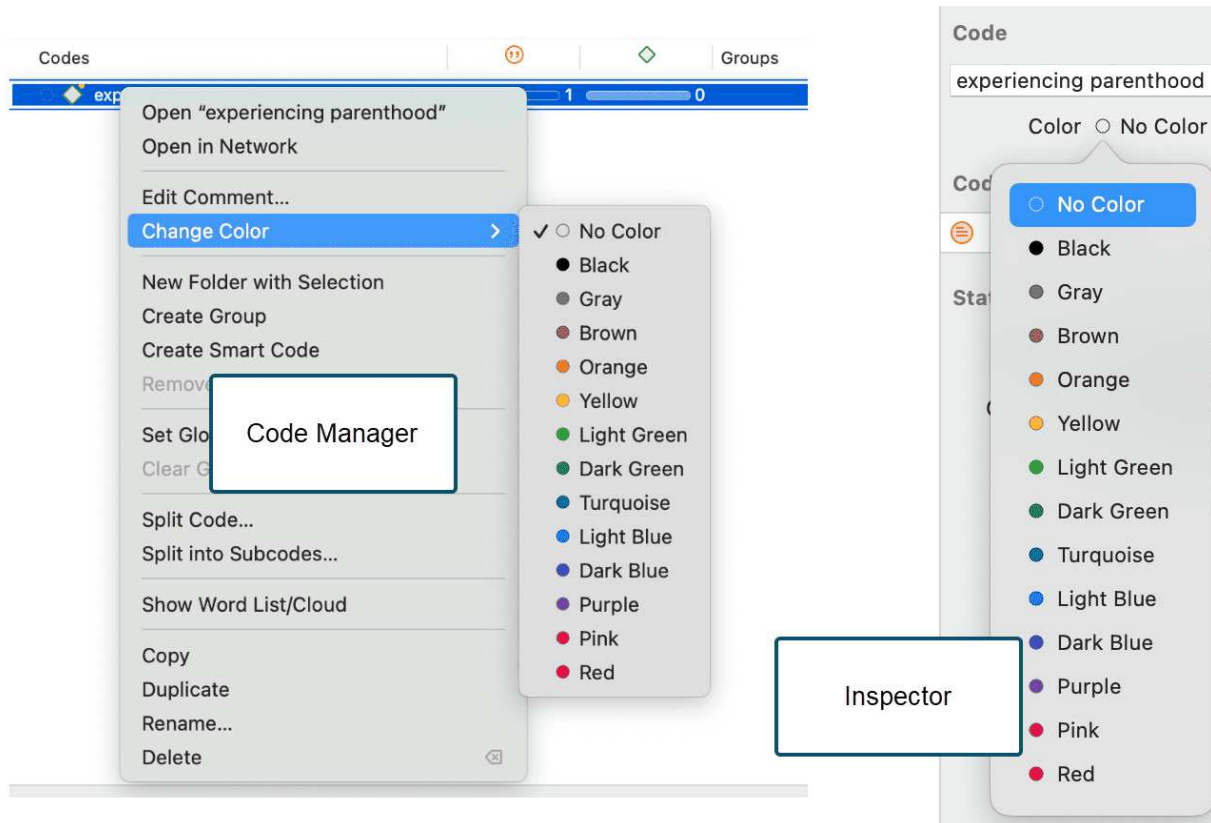 Codes Groups
exp 1 0
Open “experiencing parenthood”
Open in Network
Edit Comment...
Change Color
New Folder with Selection
Create Group
Create Smart Code
Remove
Set Glo
Clear G
Split Code...
Split into Subcodes...
Show Word List/Cloud
Copy
Duplicate
Rename...
Delete
Code Manager
No Color
Black
Gray
Brown
Orange
Yellow
Light Green
Dark Green
Turquoise
Light Blue
Dark Blue
Purple
Pink
Red
Code
experiencing parenthood
Color No Color
Cod
Stat
No Color
Black
Gray
Brown
Orange
Yellow
Light Green
Dark Green
Turquoise
Light Blue
Dark Blue
Purple
Pink
Red
Inspector